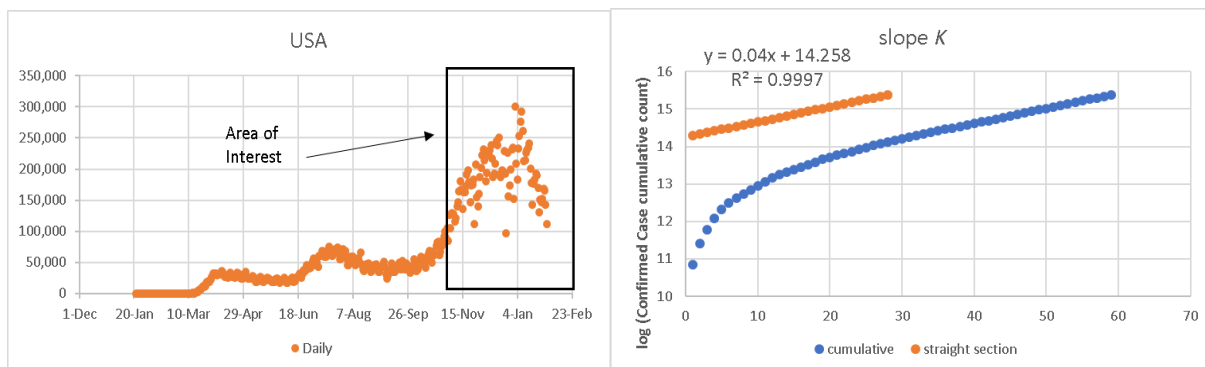 USA
350,000
300,000
250,000
200,000
150,000
100,000
50,000
0
Area of
Interest
1-Dec 20-Jan 10-Mar 29-Apr 18-Jun 7-Aug 26-Sep 15-Nov 4-Jan 23-Feb
Daily
slope K
y = 0.04x + 14.258
R² = 0.9997
log (Confirmed Case cumulative count)
16
15
14
13
12
11
10
0 10 20 30 40 50 60 70
cumulative straight section